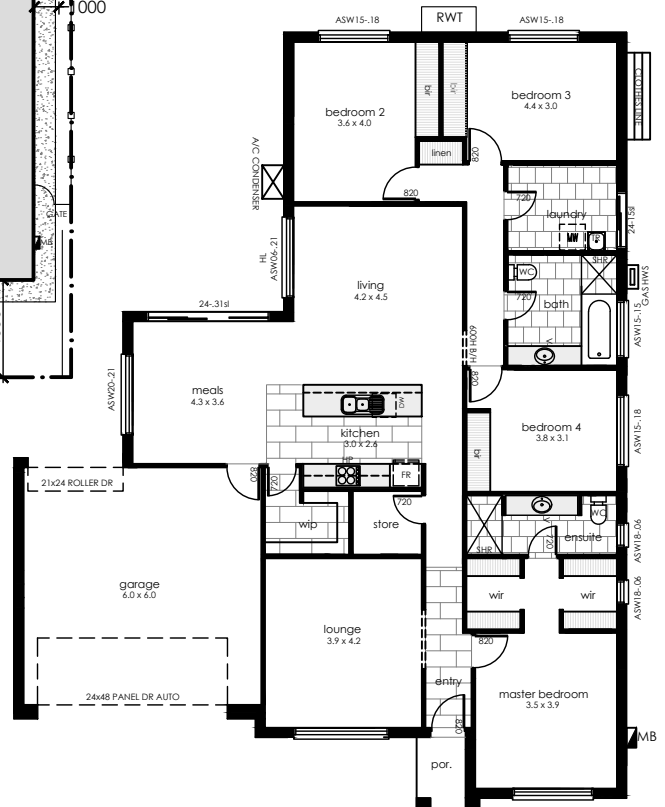 000
ASW15-.18
RWT
ASW15-.18
bir
bir
bedroom 2
3.6 x 4.0
bedroom 3
4.4 x 3.0
CLOTHESLINE
linen
820
A/C CONDENSER
820
720
laundry
MW
TR
24-15sl
GATE
MB
HL
ASW06-.21
living
4.2 x 4.5
SHR
WC
720
bath
GAS HWS
ASW15-.15
V
24-.31sl
600H B/H
ASW20-.21
meals
4.3 x 3.6
820
DW
kitchen
3.0 x 2.6
bedroom 4
3.8 x 3.1
bir
ASW15-.18
HP
FR
21x24 ROLLER DR
820
720
wip
720
store
SHR
V
720
WC
ensuite
ASW18-.06
garage
6.0 x 6.0
wir
wir
ASW18-.06
lounge
3.9 x 4.2
820
entry
24x48 PANEL DR AUTO
master bedroom
3.5 x 3.9
820
MB
por.